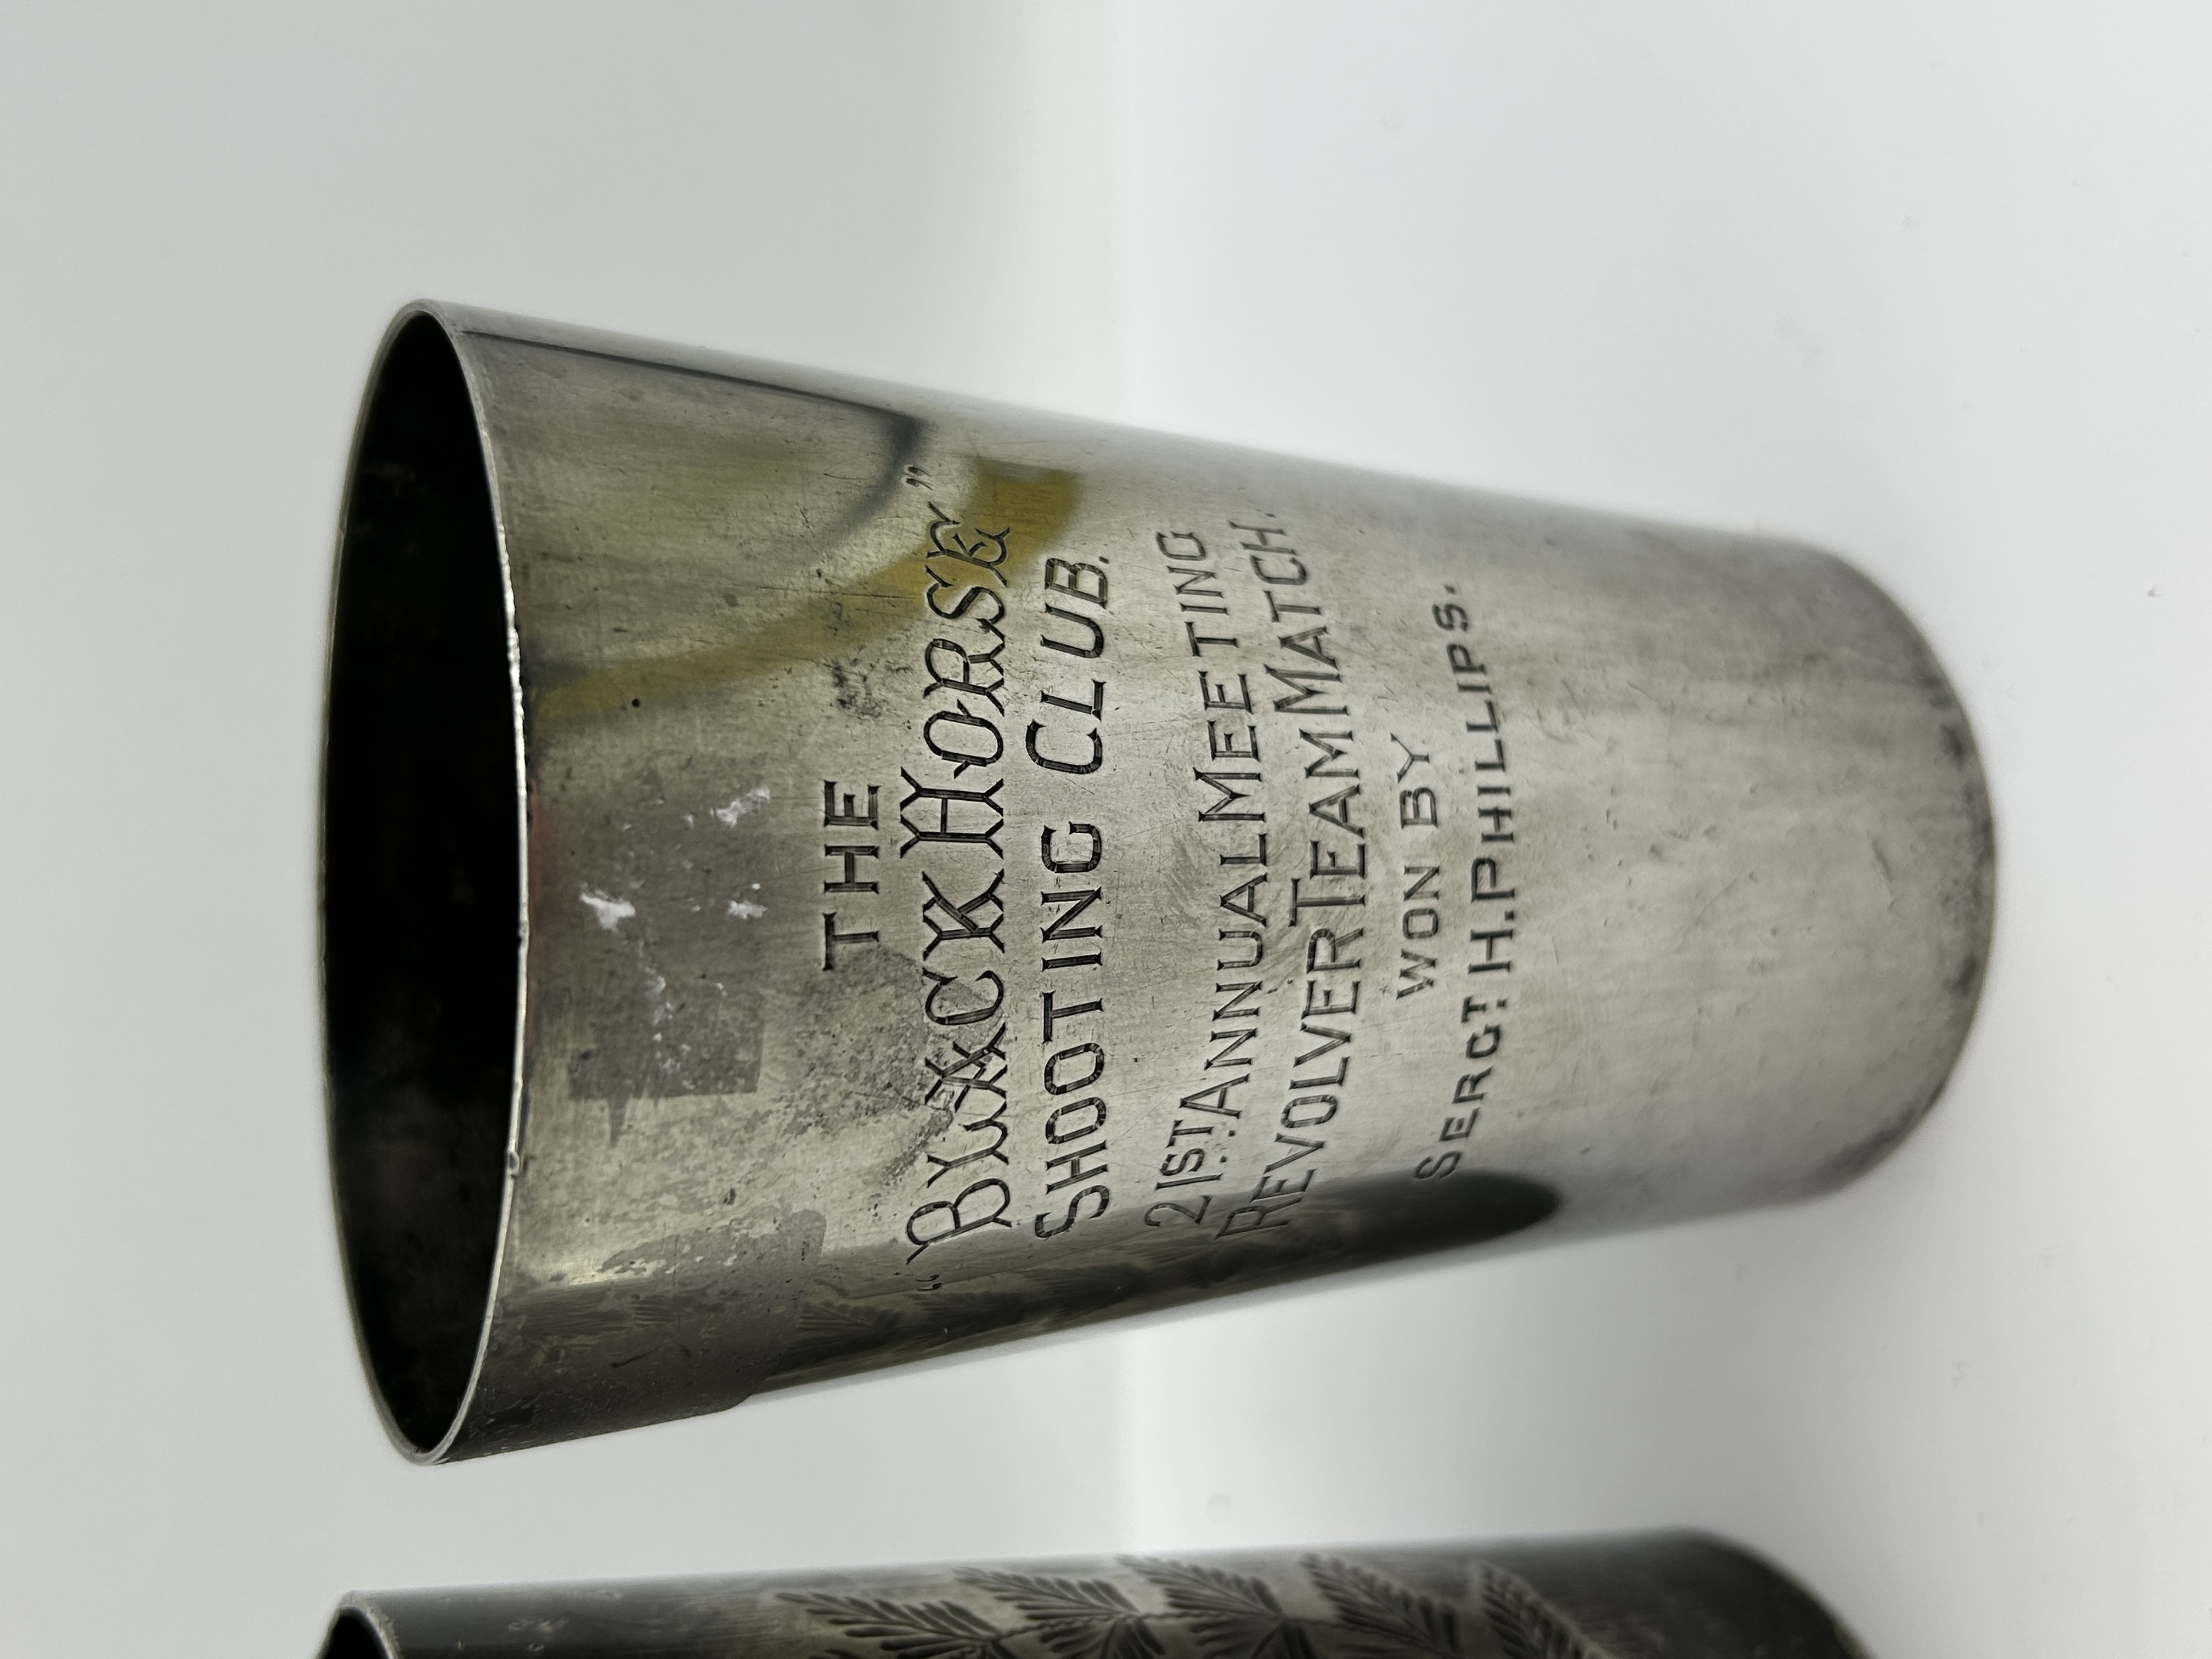 THE
"BLACK HORSE"
SHOOTING CLUB.
21ST ANNUAL MEETING
REVOLVER TEAM MATCH.
WON BY
SERGT. H. PHILLIPS.